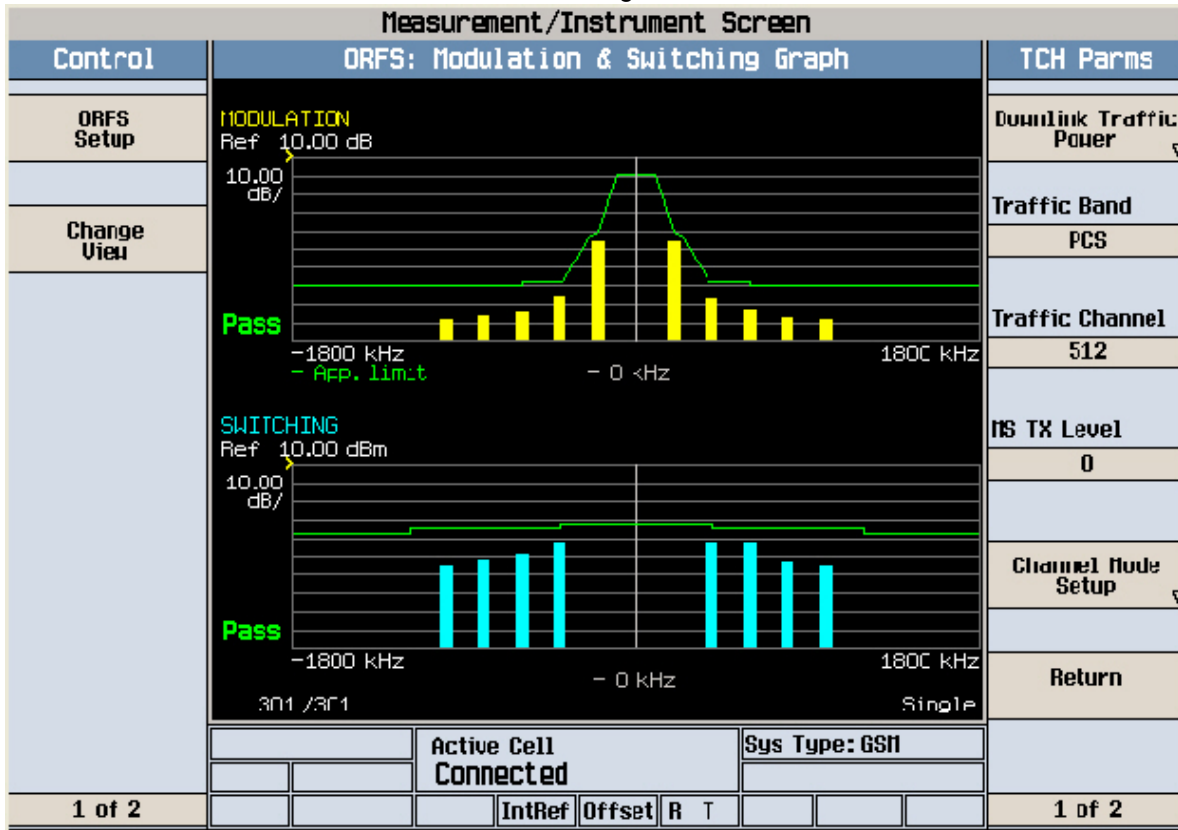 Measurement/Instrument Screen
Control
ORFS: Modulation & Switching Graph
TCH Parms
ORFS
Setup
Change
View
MODULATION
Ref 10.00 dB
10.00
dB/
Pass
-1800 kHz
1800 kHz
- App. limit
- 0 kHz
SWITCHING
Ref 10.00 dBm
10.00
dB/
Pass
-1800 kHz
1800 kHz
- 0 kHz
301 /301
Single
Downlink Traffic
Power
Traffic Band
PCS
Traffic Channel
512
MS TX Level
0
Channel Mode
Setup
Return
Active Cell
Connected
Sys Type: GSM
IntRef
Offset
R T
1 of 2
1 of 2